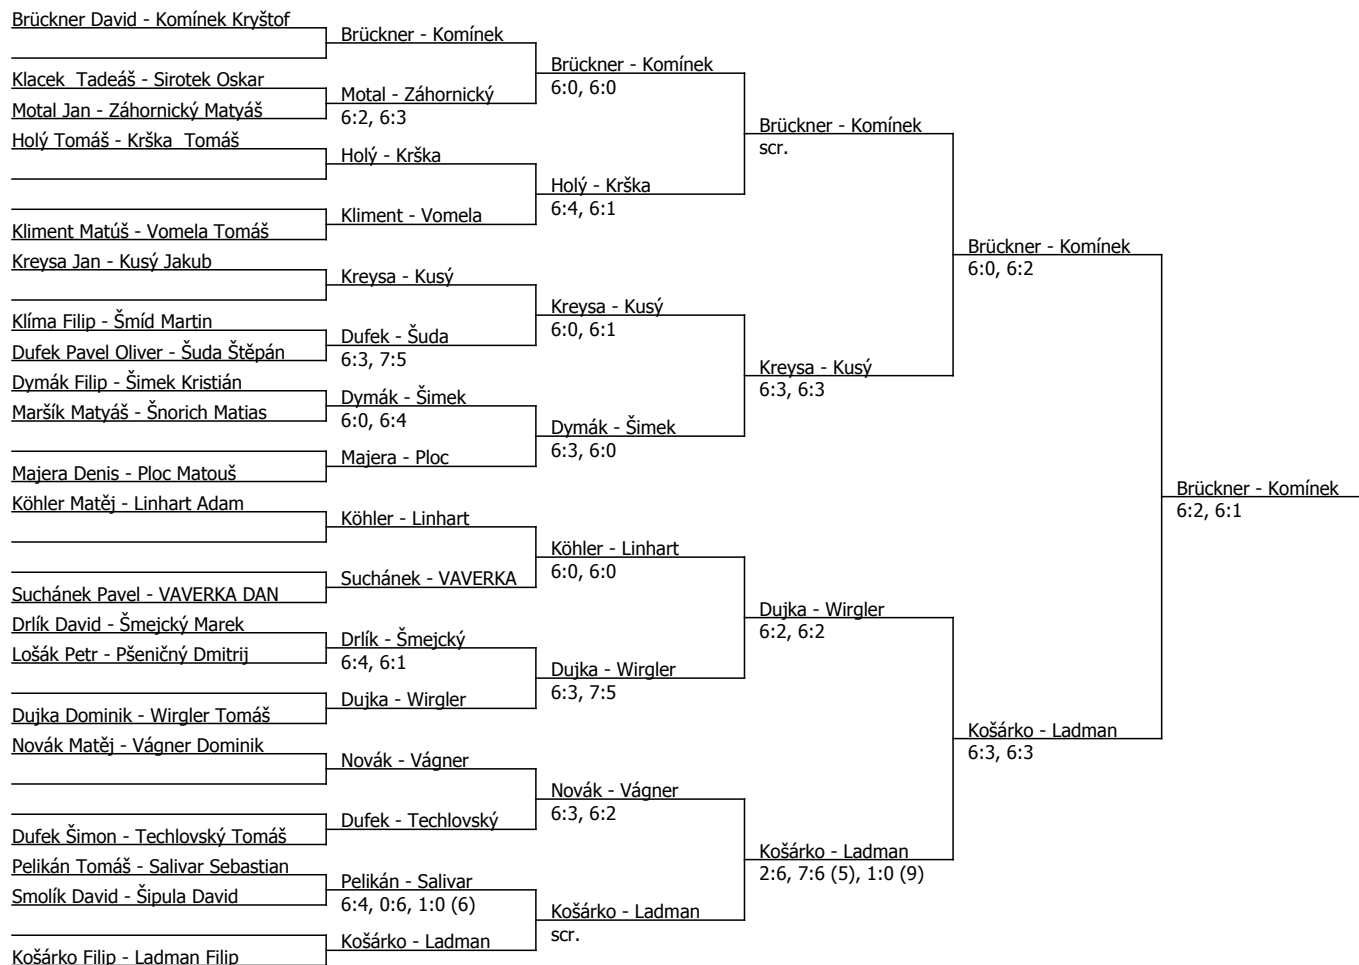 Brückner David - Komínek Kryštof
Klacek  Tadeáš - Sirotek Oskar
Motal Jan - Záhornický Matyáš
Holý Tomáš - Krška  Tomáš
Kliment Matúš - Vomela Tomáš
Kreysa Jan - Kusý Jakub
Klíma Filip - Šmíd Martin
Dufek Pavel Oliver - Šuda Štěpán
Dymák Filip - Šimek Kristián
Maršík Matyáš - Šnorich Matias
Majera Denis - Ploc Matouš
Köhler Matěj - Linhart Adam
Suchánek Pavel - VAVERKA DAN
Drlík David - Šmejcký Marek
Lošák Petr - Pšeničný Dmitrij
Dujka Dominik - Wirgler Tomáš
Novák Matěj - Vágner Dominik
Dufek Šimon - Techlovský Tomáš
Pelikán Tomáš - Salivar Sebastian
Smolík David - Šipula David
Košárko Filip - Ladman Filip
Brückner - Komínek
Motal - Záhornický
6:2, 6:3
Holý - Krška
Kliment - Vomela
Kreysa - Kusý
Dufek - Šuda
6:3, 7:5
Dymák - Šimek
6:0, 6:4
Majera - Ploc
Köhler - Linhart
Suchánek - VAVERKA
Drlík - Šmejcký
6:4, 6:1
Dujka - Wirgler
Novák - Vágner
Dufek - Techlovský
Pelikán - Salivar
6:4, 0:6, 1:0 (6)
Košárko - Ladman
Brückner - Komínek
6:0, 6:0
Holý - Krška
6:4, 6:1
Kreysa - Kusý
6:0, 6:1
Dymák - Šimek
6:3, 6:0
Köhler - Linhart
6:0, 6:0
Dujka - Wirgler
6:3, 7:5
Novák - Vágner
6:3, 6:2
Košárko - Ladman
scr.
Brückner - Komínek
scr.
Kreysa - Kusý
6:3, 6:3
Dujka - Wirgler
6:2, 6:2
Košárko - Ladman
2:6, 7:6 (5), 1:0 (9)
Brückner - Komínek
6:0, 6:2
Košárko - Ladman
6:3, 6:3
Brückner - Komínek
6:2, 6:1